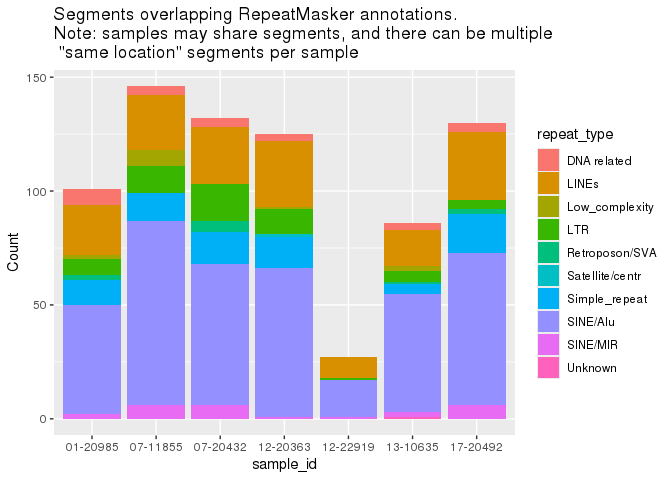 Segments overlapping RepeatMasker annotations.
Note: samples may share segments, and there can be multiple
"same location" segments per sample
150
100
50
0
Count
01-20985 07-11855 07-20432 12-20363 12-22919 13-10635 17-20492
sample_id
repeat_type
DNA related
LINEs
Low_complexity
LTR
Retroposon/SVA
Satellite/centr
Simple_repeat
SINE/Alu
SINE/MIR
Unknown